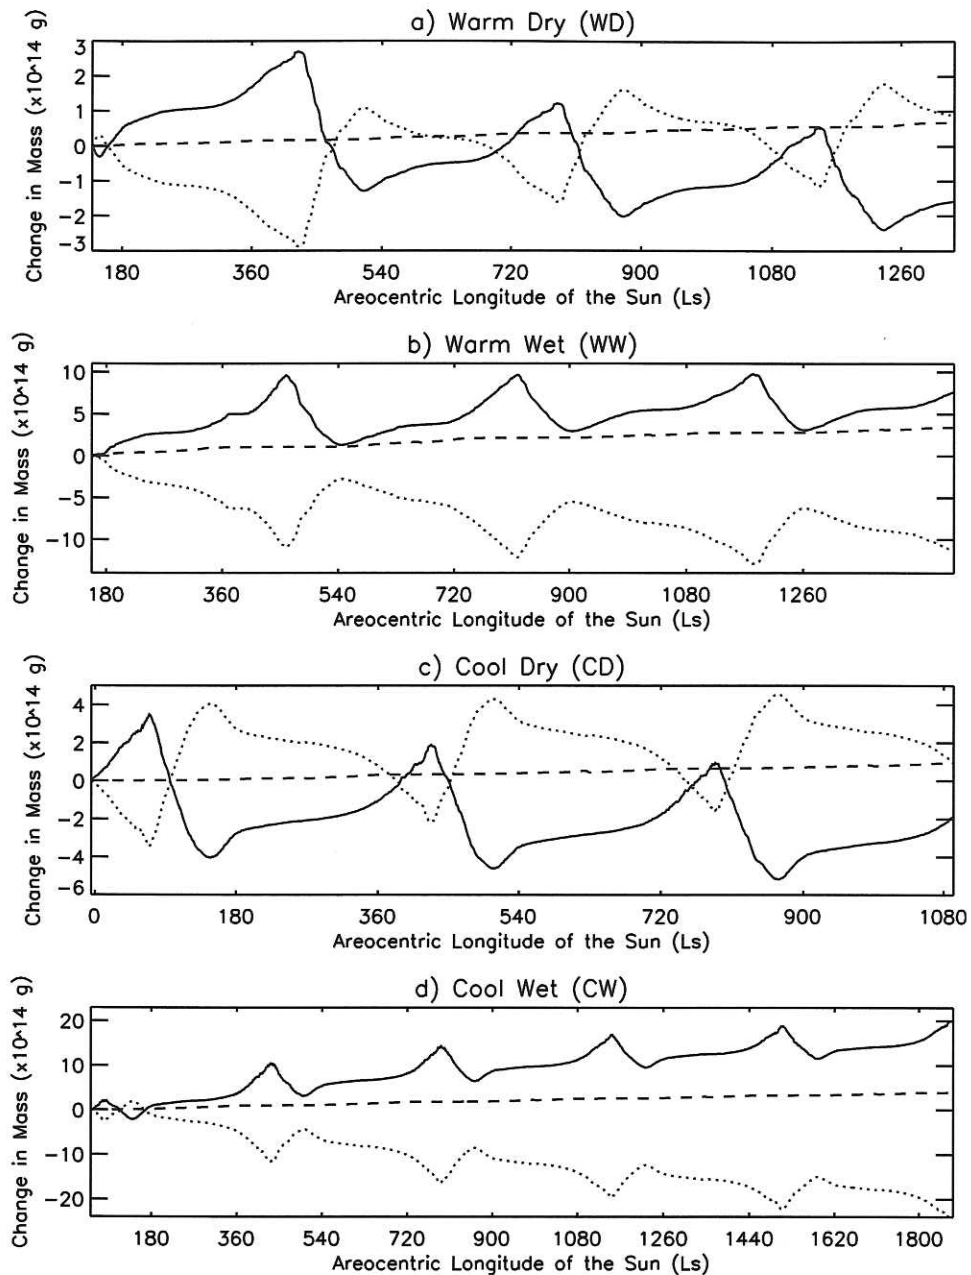 a) Warm Dry (WD)
Change in Mass (x10^14 g)
3
2
1
0
−1
−2
−3
180 360 540 720 900 1080 1260
Areocentric Longitude of the Sun (Ls)
b) Warm Wet (WW)
Change in Mass (x10^14 g)
10
5
0
−5
−10
180 360 540 720 900 1080 1260
Areocentric Longitude of the Sun (Ls)
c) Cool Dry (CD)
Change in Mass (x10^14 g)
4
2
0
−2
−4
−6
0 180 360 540 720 900 1080
Areocentric Longitude of the Sun (Ls)
d) Cool Wet (CW)
Change in Mass (x10^14 g)
20
10
0
−10
−20
180 360 540 720 900 1080 1260 1440 1620 1800
Areocentric Longitude of the Sun (Ls)